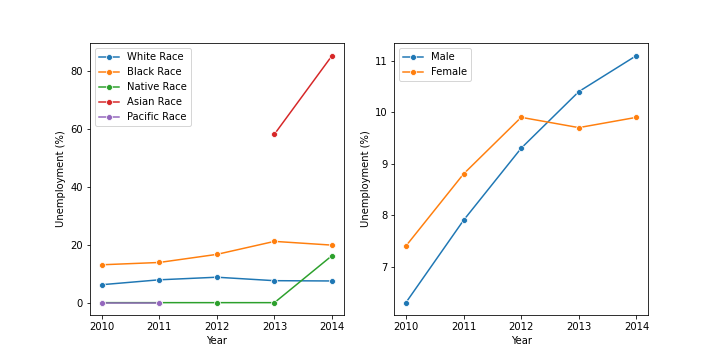 White Race
Black Race
Native Race
Asian Race
Pacific Race
Unemployment (%)
80
60
40
20
0
2010 2011 2012 2013 2014
Year
Male
Female
Unemployment (%)
11
10
9
8
7
2010 2011 2012 2013 2014
Year